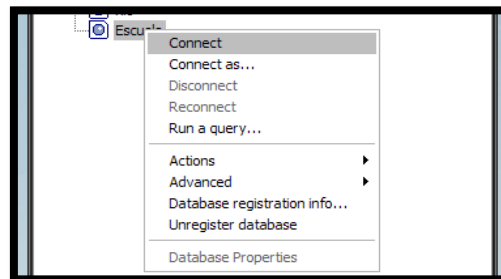 Escuela
Connect
Connect as...
Disconnect
Reconnect
Run a query...
Actions
Advanced
Database registration info...
Unregister database
Database Properties